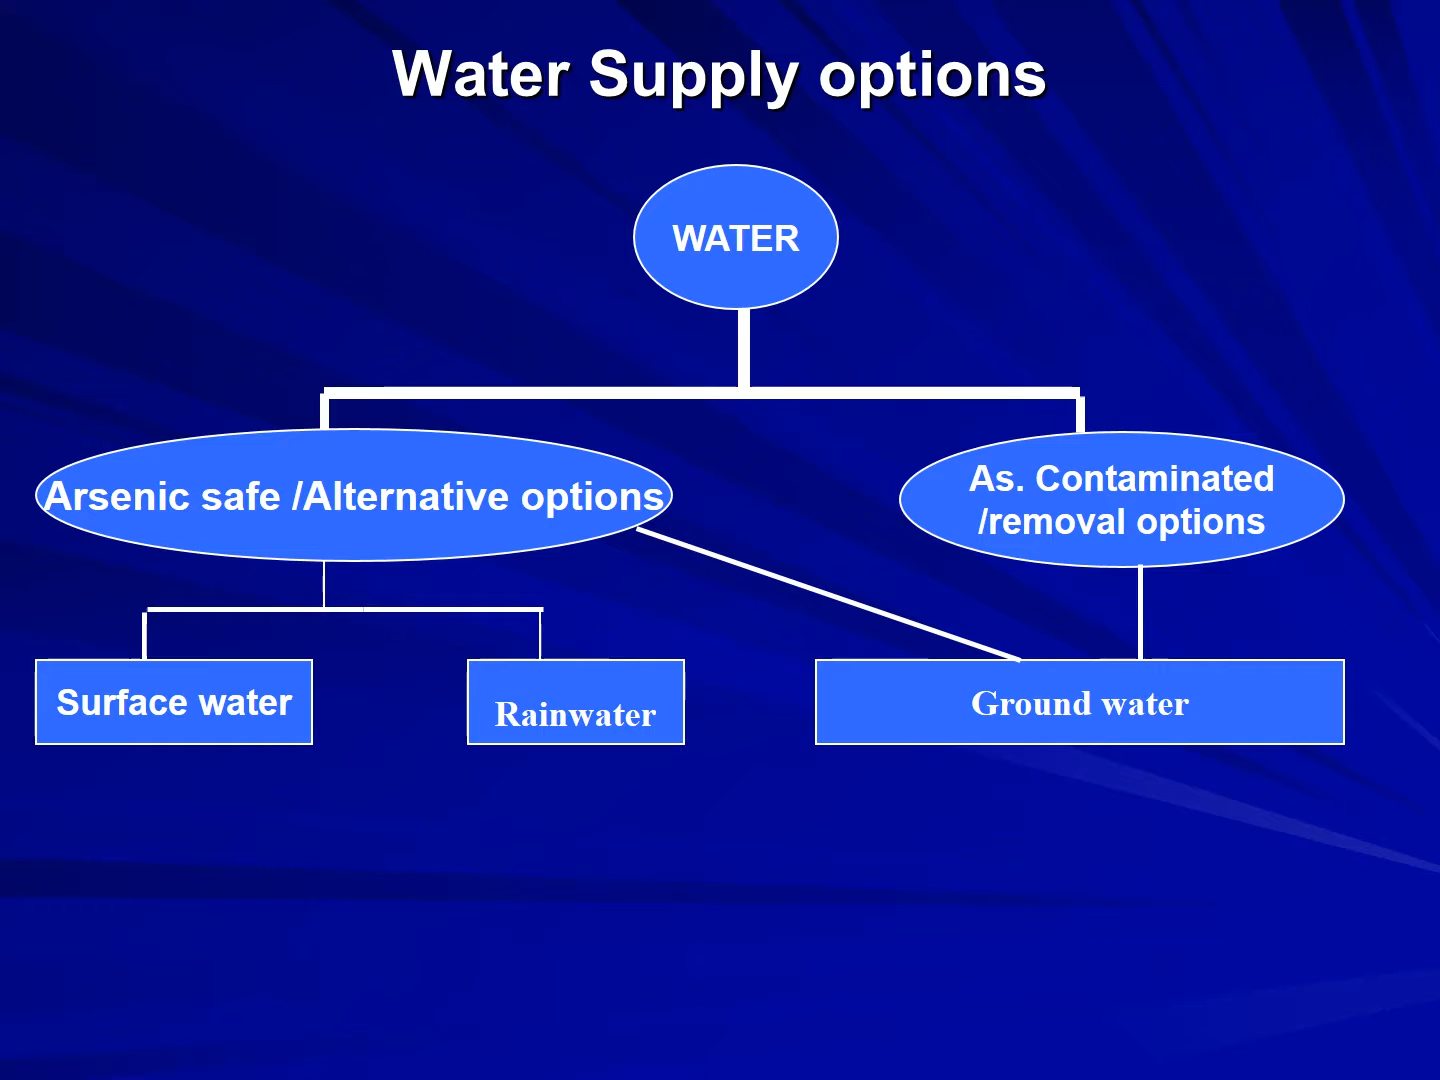 Water Supply options
WATER
Arsenic safe /Alternative options
As. Contaminated
/removal options
Surface water
Rainwater
Ground water